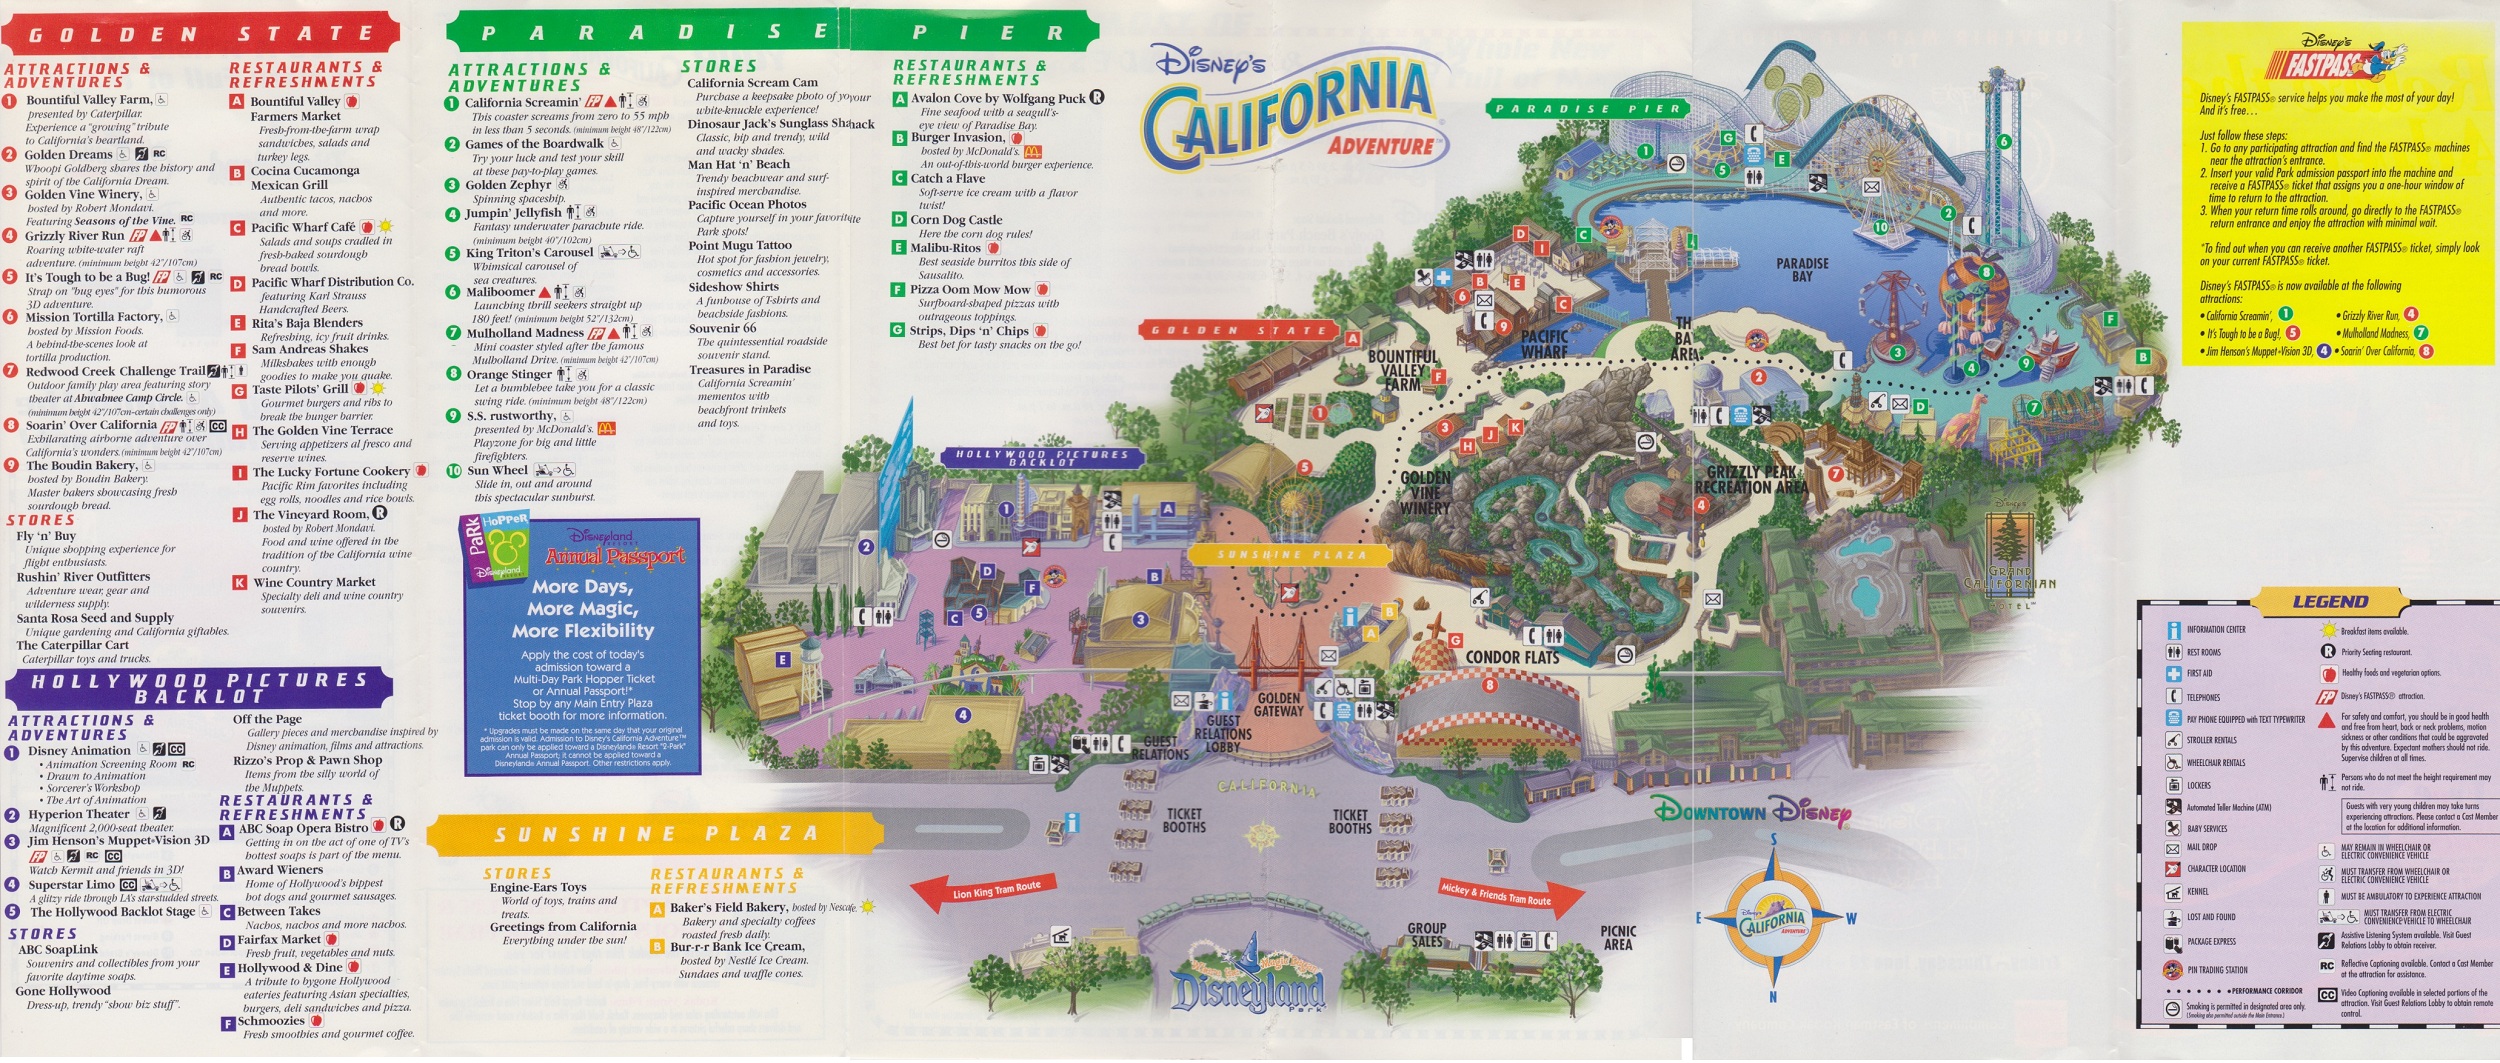 GOLDEN STATE
ATTRACTIONS &
ADVENTURES
1 Bountiful Valley Farm,
presented by Caterpillar.
Experience a "growing" tribute
to California's heartland.
2 Golden Dreams RC
Whoopi Goldberg shares the history and
spirit of the California Dream.
3 Golden Vine Winery,
hosted by Robert Mondavi.
Featuring Seasons of the Vine. RC
4 Grizzly River Run FP
Roaring white-water raft
adventure. (minimum height 42"/107cm)
5 It's Tough to be a Bug! FP RC
Strap on "bug eyes" for this humorous
3D adventure.
6 Mission Tortilla Factory,
hosted by Mission Foods.
A behind-the-scenes look at
tortilla production.
7 Redwood Creek Challenge Trail
Outdoor family play area featuring story
theater at Ahwahnee Camp Circle.
(minimum height 42"/107cm-certain challenges only)
8 Soarin' Over California FP CC
Exhilarating airborne adventure over
California's wonders. (minimum height 42"/107cm)
9 The Boudin Bakery,
hosted by Boudin Bakery.
Master bakers showcasing fresh
sourdough bread.
STORES
Fly 'n' Buy
Unique shopping experience for
flight enthusiasts.
Rushin' River Outfitters
Adventure wear, gear and
wilderness supply.
Santa Rosa Seed and Supply
Unique gardening and California giftables.
The Caterpillar Cart
Caterpillar toys and trucks.
RESTAURANTS &
REFRESHMENTS
A Bountiful Valley
Farmers Market
Fresh-from-the-farm wrap
sandwiches, salads and
turkey legs.
B Cocina Cucamonga
Mexican Grill
Authentic tacos, nachos
and more.
C Pacific Wharf Café
Salads and soups cradled in
fresh-baked sourdough
bread bowls.
D Pacific Wharf Distribution Co.
featuring Karl Strauss
Handcrafted Beers.
E Rita's Baja Blenders
Refreshing, icy fruit drinks.
F Sam Andreas Shakes
Milkshakes with enough
goodies to make you quake.
G Taste Pilots' Grill
Gourmet burgers and ribs to
break the hunger barrier.
H The Golden Vine Terrace
Serving appetizers al fresco and
reserve wines.
I The Lucky Fortune Cookery
Pacific Rim favorites including
egg rolls, noodles and rice bowls.
J The Vineyard Room, R
hosted by Robert Mondavi.
Food and wine offered in the
tradition of the California wine
country.
K Wine Country Market
Specialty deli and wine country
souvenirs.
HOLLYWOOD PICTURES
BACKLOT
ATTRACTIONS &
ADVENTURES
1 Disney Animation CC
• Animation Screening Room RC
• Drawn to Animation
• Sorcerer's Workshop
• The Art of Animation
2 Hyperion Theater
Magnificent 2,000-seat theater.
3 Jim Henson's Muppet•Vision 3D
FP RC CC
Watch Kermit and friends in 3D!
4 Superstar Limo CC
A glitzy ride through LA's star-studded streets.
5 The Hollywood Backlot Stage
STORES
ABC SoapLink
Souvenirs and collectibles from your
favorite daytime soaps.
Gone Hollywood
Dress-up, trendy "show biz stuff".
Off the Page
Gallery pieces and merchandise inspired by
Disney animation, films and attractions.
Rizzo's Prop & Pawn Shop
Items from the silly world of
the Muppets.
RESTAURANTS &
REFRESHMENTS
A ABC Soap Opera Bistro R
Getting in on the act of one of TV's
hottest soaps is part of the menu.
B Award Wieners
Home of Hollywood's hippest
hot dogs and gourmet sausages.
C Between Takes
Nachos, nachos and more nachos.
D Fairfax Market
Fresh fruit, vegetables and nuts.
E Hollywood & Dine
A tribute to bygone Hollywood
eateries featuring Asian specialties,
burgers, deli sandwiches and pizza.
F Schmoozies
Fresh smoothies and gourmet coffee.
PARADISE PIER
ATTRACTIONS &
ADVENTURES
1 California Screamin' FP
This coaster screams from zero to 55 mph
in less than 5 seconds. (minimum height 48"/122cm)
2 Games of the Boardwalk
Try your luck and test your skill
at these pay-to-play games.
3 Golden Zephyr
Spinning spaceship.
4 Jumpin' Jellyfish
Fantasy underwater parachute ride.
(minimum height 40"/102cm)
5 King Triton's Carousel
Whimsical carousel of
sea creatures.
6 Maliboomer
Launching thrill seekers straight up
180 feet! (minimum height 52"/132cm)
7 Mulholland Madness FP
Mini coaster styled after the famous
Mulholland Drive. (minimum height 42"/107cm)
8 Orange Stinger
Let a bumblebee take you for a classic
swing ride. (minimum height 48"/122cm)
9 S.S. rustworthy,
presented by McDonald's.
Playzone for big and little
firefighters.
10 Sun Wheel
Slide in, out and around
this spectacular sunburst.
STORES
California Scream Cam
Purchase a keepsake photo of your
white-knuckle experience!
Dinosaur Jack's Sunglass Shack
Classic, hip and trendy, wild
and wacky shades.
Man Hat 'n' Beach
Trendy beachwear and surf-
inspired merchandise.
Pacific Ocean Photos
Capture yourself in your favorite
Park spots!
Point Mugu Tattoo
Hot spot for fashion jewelry,
cosmetics and accessories.
Sideshow Shirts
A funhouse of T-shirts and
beachside fashions.
Souvenir 66
The quintessential roadside
souvenir stand.
Treasures in Paradise
California Screamin'
mementos with
beachfront trinkets
and toys.
RESTAURANTS &
REFRESHMENTS
A Avalon Cove by Wolfgang Puck R
Fine seafood with a seagull's-
eye view of Paradise Bay.
B Burger Invasion,
hosted by McDonald's.
An out-of-this-world burger experience.
C Catch a Flave
Soft-serve ice cream with a flavor
twist!
D Corn Dog Castle
Here the corn dog rules!
E Malibu-Ritos
Best seaside burritos this side of
Sausalito.
F Pizza Oom Mow Mow
Surfboard-shaped pizzas with
outrageous toppings.
G Strips, Dips 'n' Chips
Best bet for tasty snacks on the go!
PARK HOPPER
Disneyland
Disneyland
RESORT
Annual Passport
More Days,
More Magic,
More Flexibility
Apply the cost of today's
admission toward a
Multi-Day Park Hopper Ticket
or Annual Passport!*
Stop by any Main Entry Plaza
ticket booth for more information.
* Upgrades must be made on the same day that your original
admission is valid. Admission to Disney's California Adventure™
park can only be applied toward a Disneyland® Resort "2-Park"
Annual Passport; it cannot be applied toward a
Disneyland® Annual Passport. Other restrictions apply.
SUNSHINE PLAZA
STORES
Engine-Ears Toys
World of toys, trains and
treats.
Greetings from California
Everything under the sun!
RESTAURANTS &
REFRESHMENTS
A Baker's Field Bakery, hosted by Nescafe.
Bakery and specialty coffees
roasted fresh daily.
B Bur-r-r Bank Ice Cream,
hosted by Nestlé Ice Cream.
Sundaes and waffle cones.
Disney's
CALIFORNIA
ADVENTURE™
PARADISE PIER
PARADISE
BAY
GOLDEN STATE
PACIFIC
WHARF
TH
BA
AREA
BOUNTIFUL
VALLEY
FARM
HOLLYWOOD PICTURES
BACKLOT
GOLDEN
VINE
WINERY
GRIZZLY PEAK
RECREATION AREA
SUNSHINE PLAZA
Disney's
GRAND
CALIFORNIAN
HOTEL™
CONDOR FLATS
GOLDEN
GATEWAY
GUEST
RELATIONS
LOBBY
GUEST
RELATIONS
CALIFORNIA
TICKET
BOOTHS
TICKET
BOOTHS
DOWNTOWN DISNEY
Lion King Tram Route
Mickey & Friends Tram Route
GROUP
SALES
PICNIC
AREA
Disneyland
Park
S
E
W
N
Disney's
CALIFORNIA
ADVENTURE
Disney's
FASTPASS
Disney's FASTPASS® service helps you make the most of your day!
And it's free...
Just follow these steps:
1. Go to any participating attraction and find the FASTPASS® machines
near the attraction's entrance.
2. Insert your valid Park admission passport into the machine and
receive a FASTPASS® ticket that assigns you a one-hour window of
time to return to the attraction.
3. When your return time rolls around, go directly to the FASTPASS®
return entrance and enjoy the attraction with minimal wait.
*To find out when you can receive another FASTPASS® ticket, simply look
on your current FASTPASS® ticket.
Disney's FASTPASS® is now available at the following
attractions:
• California Screamin', 1 • Grizzly River Run, 4
• It's Tough to be a Bug!, 5 • Mulholland Madness, 7
• Jim Henson's Muppet•Vision 3D, 4 • Soarin' Over California, 8
LEGEND
INFORMATION CENTER
REST ROOMS
FIRST AID
TELEPHONES
PAY PHONE EQUIPPED with TEXT TYPEWRITER
STROLLER RENTALS
WHEELCHAIR RENTALS
LOCKERS
Automated Teller Machine (ATM)
BABY SERVICES
MAIL DROP
CHARACTER LOCATION
KENNEL
LOST AND FOUND
PACKAGE EXPRESS
PIN TRADING STATION
PERFORMANCE CORRIDOR
Smoking is permitted in designated area only.
(Smoking also permitted outside the Main Entrance.)
Breakfast items available.
R Priority Seating restaurant.
Healthy foods and vegetarian options.
FP Disney's FASTPASS® attraction.
For safety and comfort, you should be in good health
and free from heart, back or neck problems, motion
sickness or other conditions that could be aggravated
by this adventure. Expectant mothers should not ride.
Supervise children at all times.
Persons who do not meet the height requirement may
not ride.
Guests with very young children may take turns
experiencing attractions. Please contact a Cast Member
at the location for additional information.
MAY REMAIN IN WHEELCHAIR OR
ELECTRIC CONVENIENCE VEHICLE
MUST TRANSFER FROM WHEELCHAIR OR
ELECTRIC CONVENIENCE VEHICLE
MUST BE AMBULATORY TO EXPERIENCE ATTRACTION
MUST TRANSFER FROM ELECTRIC
CONVENIENCE VEHICLE TO WHEELCHAIR
Assistive Listening System available. Visit Guest
Relations Lobby to obtain receiver.
RC Reflective Captioning available. Contact a Cast Member
at the attraction for assistance.
CC Video Captioning available in selected portions of the
attraction. Visit Guest Relations Lobby to obtain remote
control.